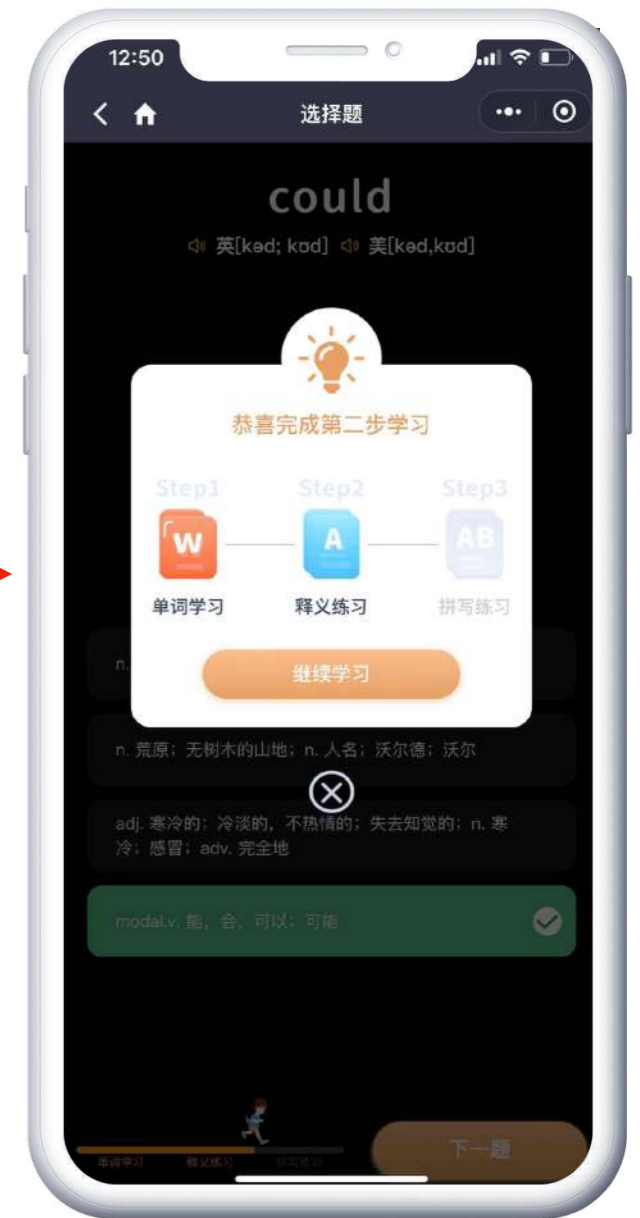 12:50
选择题
could
英[kəd; kʊd] 美[kəd,kʊd]
恭喜完成第二步学习
Step1 Step2 Step3
W A AB
单词学习 释义练习 拼写练习
继续学习
n.
n. 荒原；无树木的山地；n. 人名；沃尔德；沃尔
adj. 寒冷的；冷淡的，不热情的；失去知觉的；n. 寒
冷；感冒；adv. 完全地
modal.v. 能，会，可以；可能
单词学习 释义练习 拼写练习
下一题